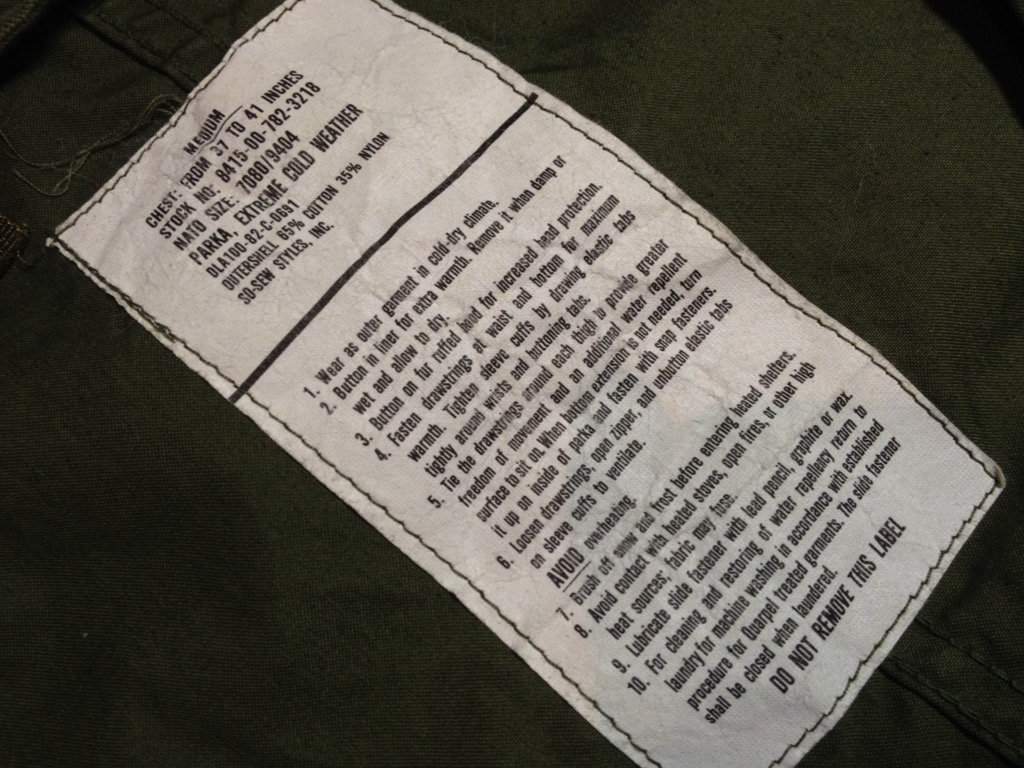 MEDIUM
CHEST: FROM 37 TO 41 INCHES
STOCK NO: 8415-00-782-3218
NATO SIZE: 7080/9404
PARKA, EXTREME COLD WEATHER
DLA100-82-C-0691
OUTERSHELL 65% COTTON 35% NYLON
SO-SEW STYLES, INC.
1. Wear as outer garment in cold-dry climate.
2. Button in liner for extra warmth. Remove it when damp or
wet and allow to dry.
3. Button on fur ruffed hood for increased head protection.
4. Fasten drawstrings at waist and bottom for maximum
warmth. Tighten sleeve cuffs by drawing elastic tabs
tightly around wrists and buttoning tabs.
5. Tie the drawstrings around each thigh to provide greater
freedom of movement and an additional water repellent
surface to sit on. When bottom expansion is not needed, turn
it up on inside of parka and fasten with snap fasteners.
6. Loosen drawstrings, open zipper, and unbutton elastic tabs
on sleeve cuffs to ventilate.
AVOID overheating.
7. Brush off snow and frost before entering heated shelters.
8. Avoid contact with heated stoves, open fires, or other high
heat sources, fabric may fuse.
9. Lubricate slide fastener with lead pencil, graphite or wax.
10. For cleaning and restoring of water repellency return to
laundry for machine washing in accordance with established
procedure for Quarpel treated garments. The slide fastener
shall be closed when laundered.
DO NOT REMOVE THIS LABEL